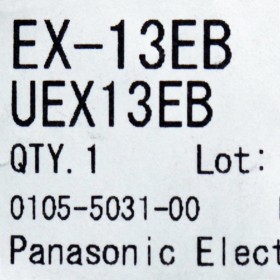 EX-13EB
UEX13EB
QTY.1 Lot:
0105-5031-00
Panasonic Elect